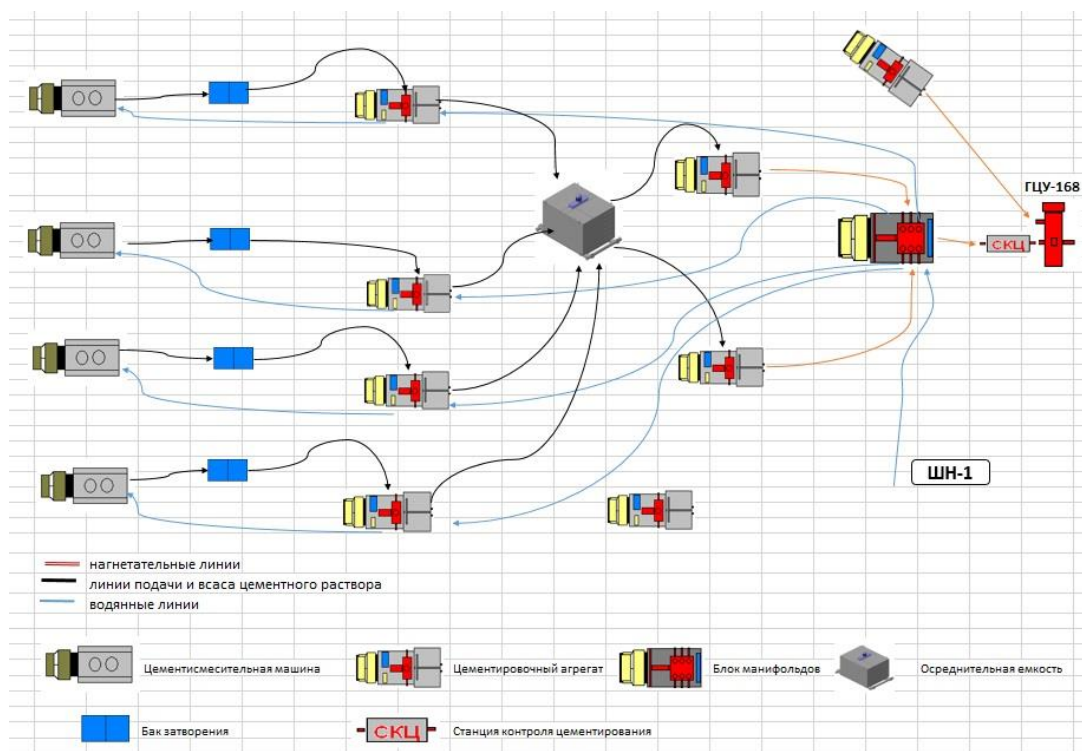 ГЦУ-168
СКЦ
ШН-1
нагнетательные линии
линии подачи и всаса цементного раствора
водянные линии
Цементисмесительная машина
Цементировочный агрегат
Блок манифольдов
Осреднительная емкость
Бак затворения
СКЦ
Станция контроля цементирования